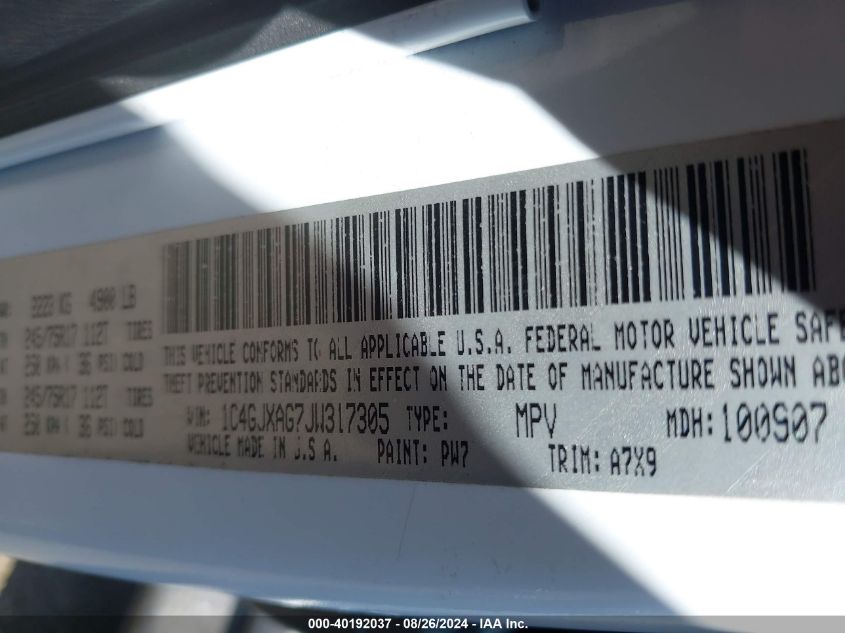 2223 KG 4900 LB
245/75R17 112T TIRES
250 KPA ( 36 PSI) COLD
245/75R17 112T TIRES
250 KPA ( 36 PSI) COLD
THIS VEHICLE CONFORMS TO ALL APPLICABLE U.S.A. FEDERAL MOTOR VEHICLE SAFE
THEFT PREVENTION STANDARDS IN EFFECT ON THE DATE OF MANUFACTURE SHOWN ABO
VIN: 1C4GJXAG7JW317305 TYPE: MPV MDH: 100907
VEHICLE MADE IN U.S.A. PAINT: PW7 TRIM: A7X9
000-40192037 - 08/26/2024 - IAA Inc.